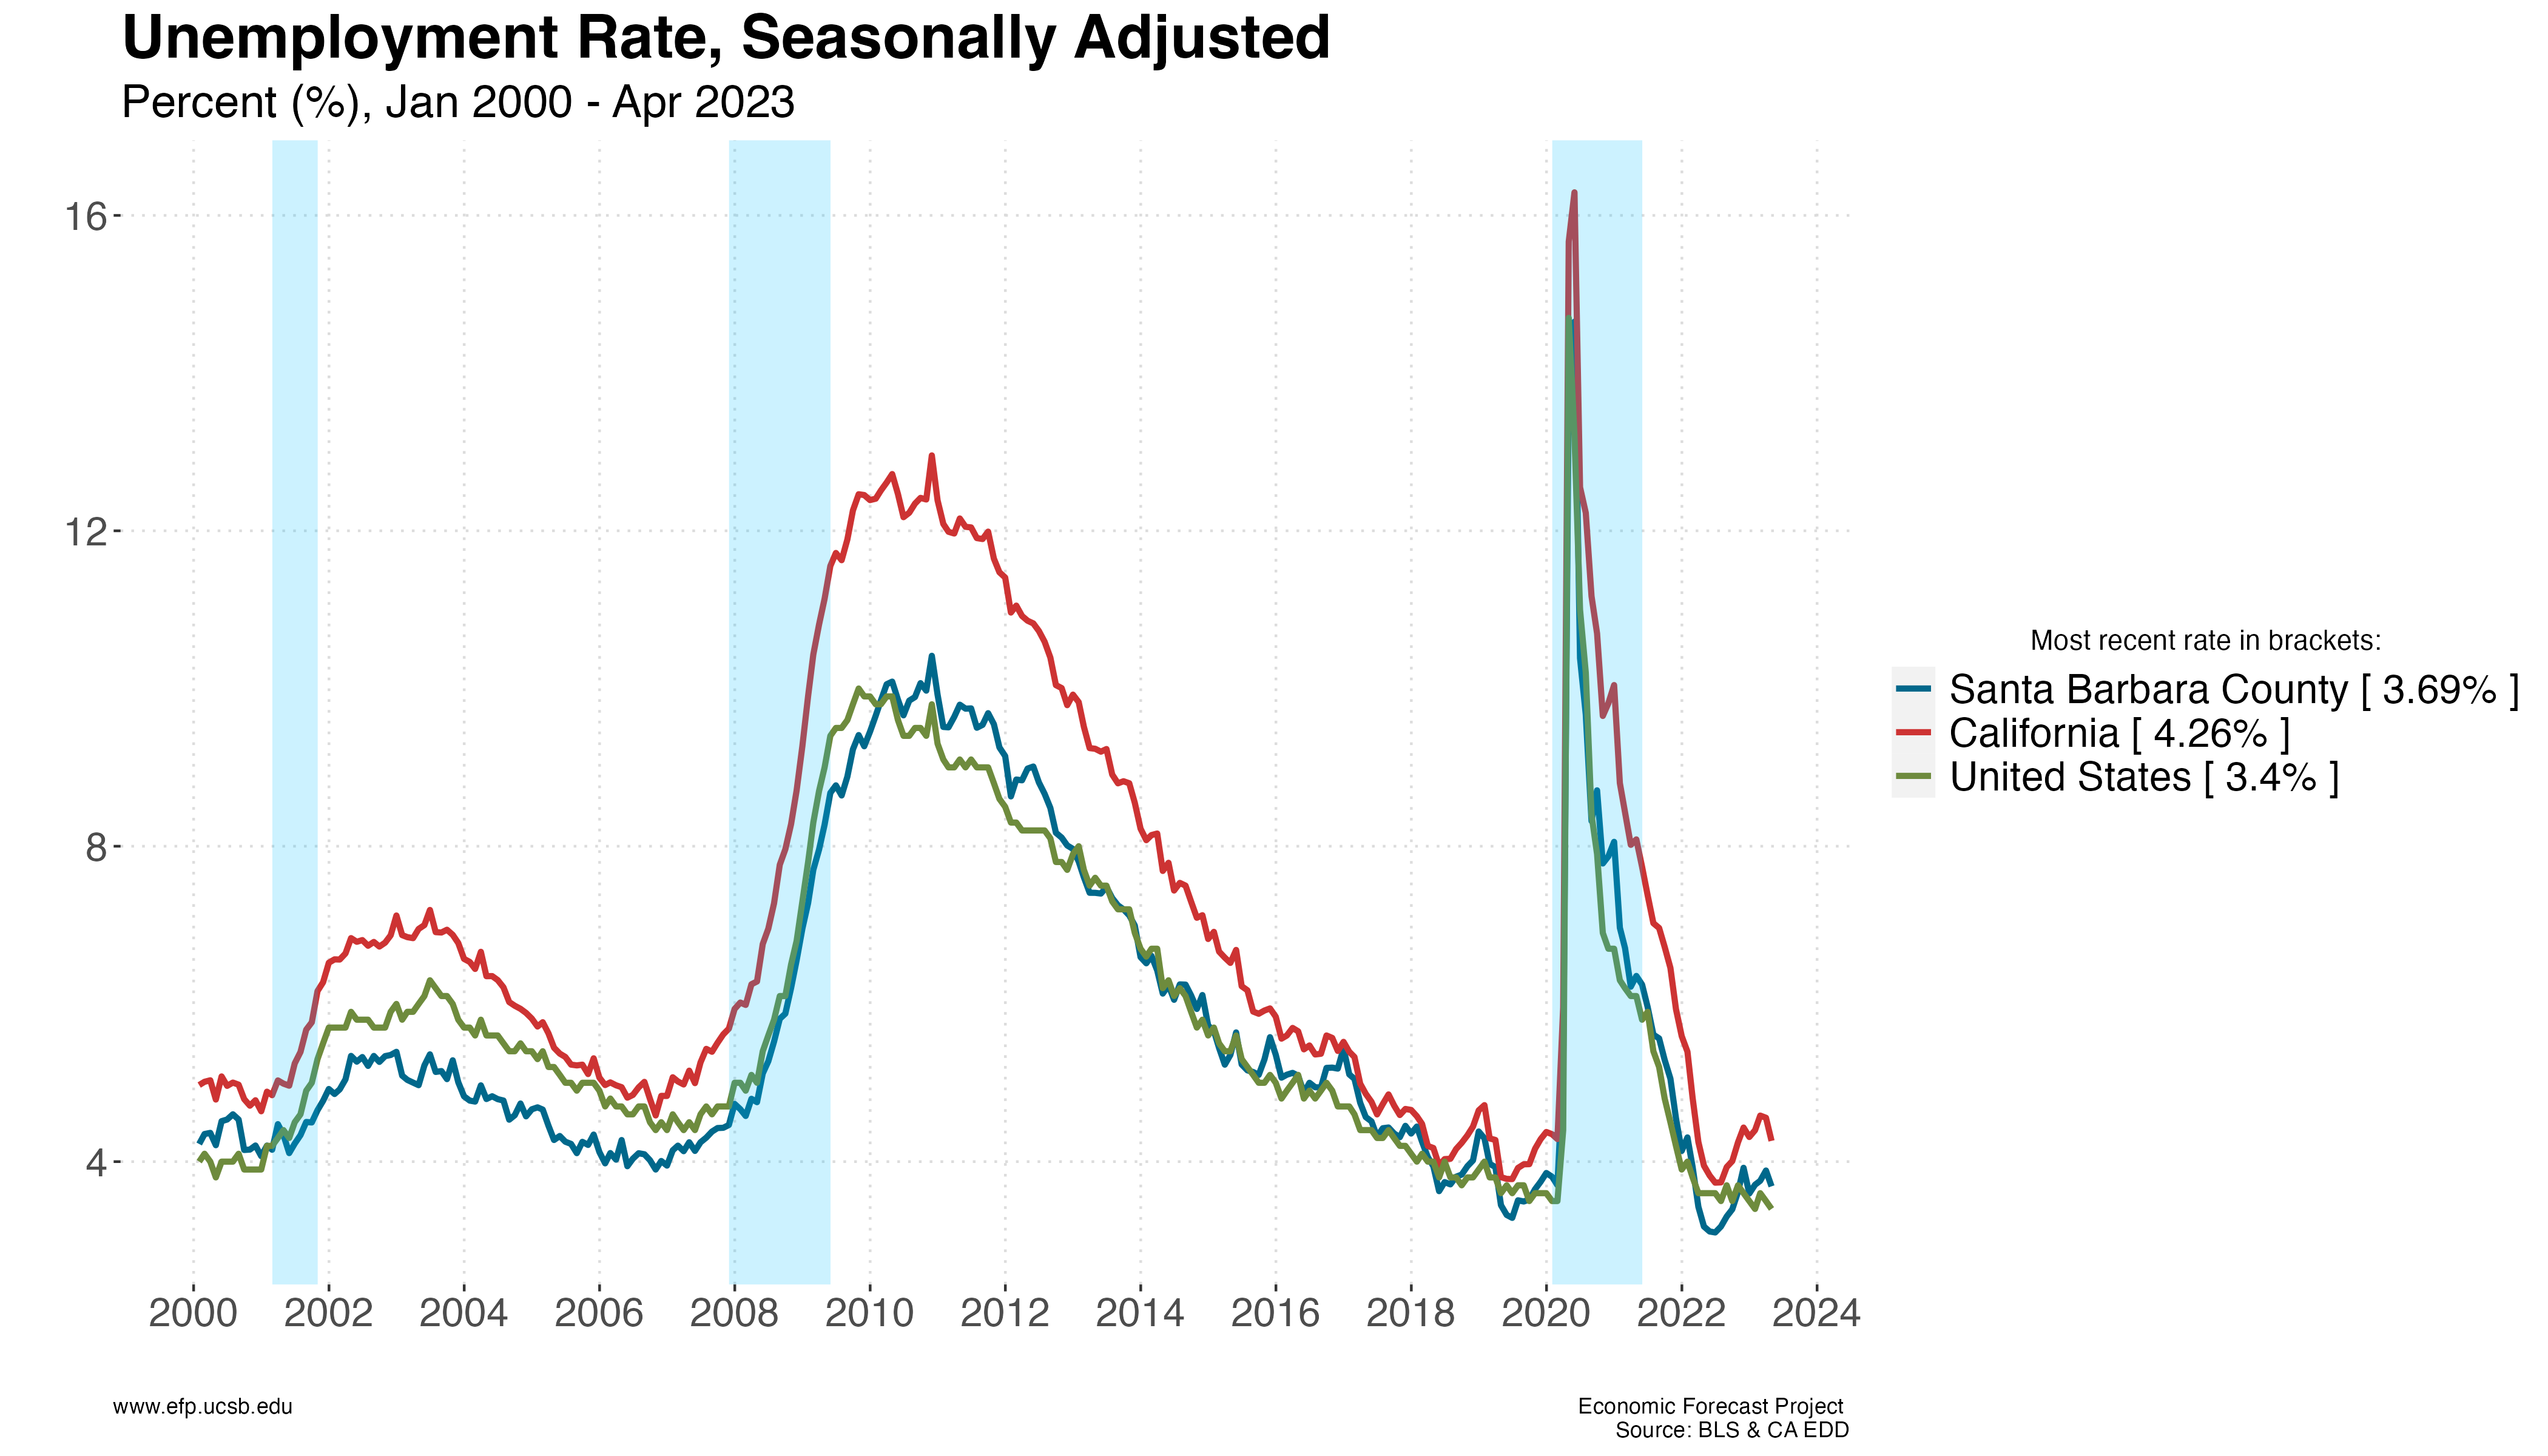 Unemployment Rate, Seasonally Adjusted
Percent (%), Jan 2000 - Apr 2023
16
12
8
4
2000 2002 2004 2006 2008 2010 2012 2014 2016 2018 2020 2022 2024
Most recent rate in brackets:
Santa Barbara County [ 3.69% ]
California [ 4.26% ]
United States [ 3.4% ]
www.efp.ucsb.edu
Economic Forecast Project
Source: BLS & CA EDD